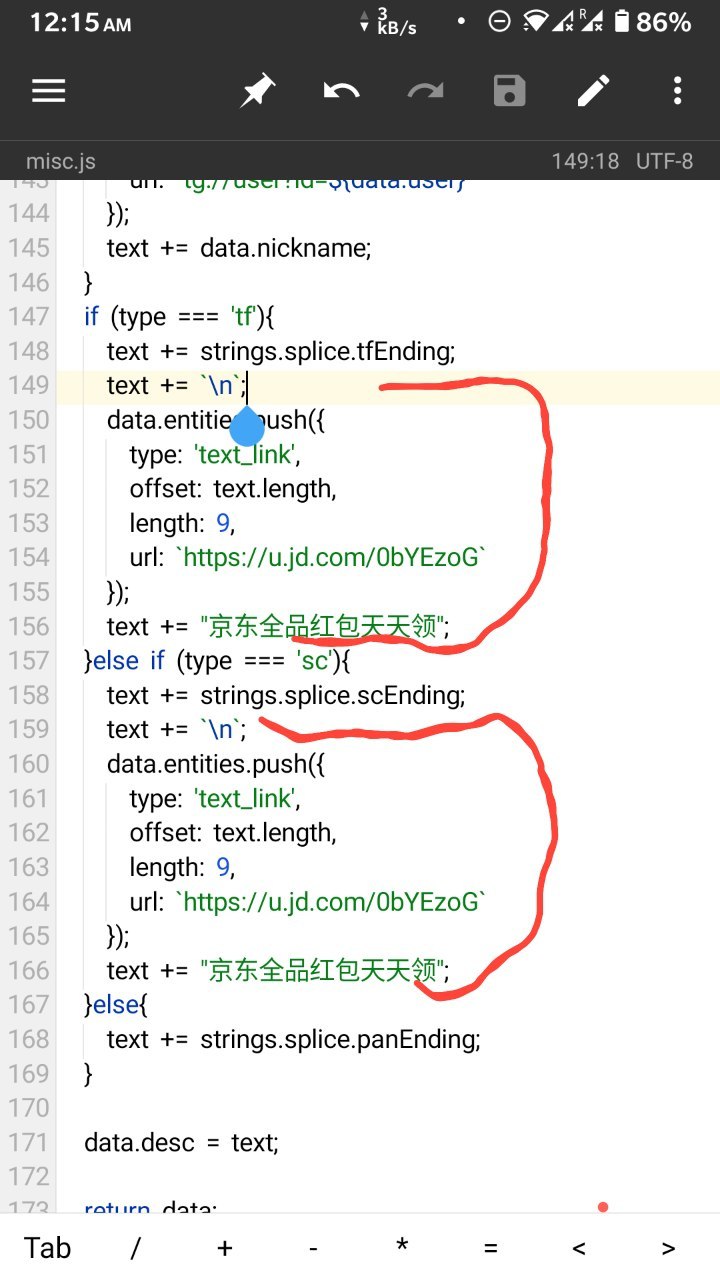 12:15AM 3 kB/s R 86%
misc.js 149:18 UTF-8
143 url: `tg://user?id=${data.user}`
144 });
145 text += data.nickname;
146 }
147 if (type === 'tf'){
148 text += strings.splice.tfEnding;
149 text += `\n`;
150 data.entities.push({
151 type: 'text_link',
152 offset: text.length,
153 length: 9,
154 url: `https://u.jd.com/0bYEzoG`
155 });
156 text += "京东全品红包天天领";
157 }else if (type === 'sc'){
158 text += strings.splice.scEnding;
159 text += `\n`;
160 data.entities.push({
161 type: 'text_link',
162 offset: text.length,
163 length: 9,
164 url: `https://u.jd.com/0bYEzoG`
165 });
166 text += "京东全品红包天天领";
167 }else{
168 text += strings.splice.panEnding;
169 }
170
171 data.desc = text;
172
173 return data;
Tab / + - * = < >